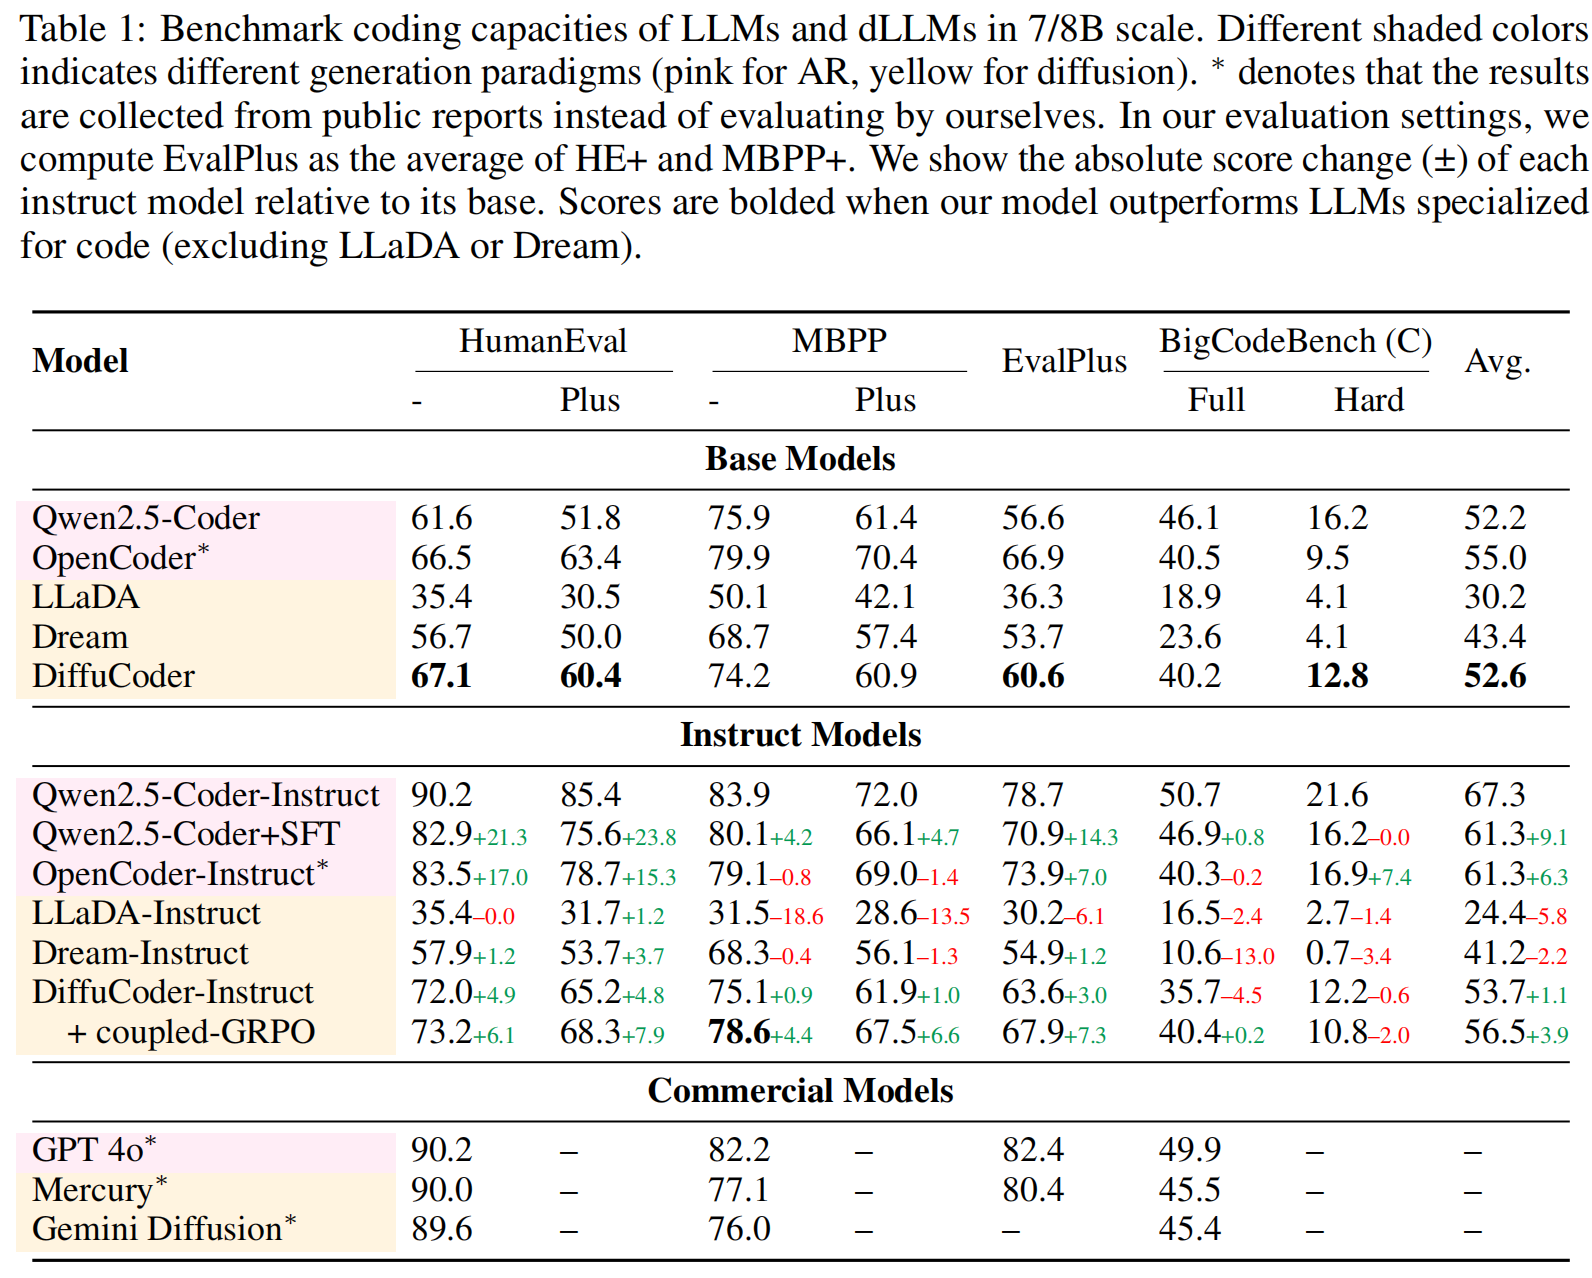 Table 1: Benchmark coding capacities of LLMs and dLLMs in 7/8B scale. Different shaded colors
indicates different generation paradigms (pink for AR, yellow for diffusion). * denotes that the results
are collected from public reports instead of evaluating by ourselves. In our evaluation settings, we
compute EvalPlus as the average of HE+ and MBPP+. We show the absolute score change (±) of each
instruct model relative to its base. Scores are bolded when our model outperforms LLMs specialized
for code (excluding LLaDA or Dream).
Model HumanEval MBPP EvalPlus BigCodeBench (C) Avg.
- Plus - Plus Full Hard
Base Models
Qwen2.5-Coder 61.6 51.8 75.9 61.4 56.6 46.1 16.2 52.2
OpenCoder* 66.5 63.4 79.9 70.4 66.9 40.5 9.5 55.0
LLaDA 35.4 30.5 50.1 42.1 36.3 18.9 4.1 30.2
Dream 56.7 50.0 68.7 57.4 53.7 23.6 4.1 43.4
DiffuCoder 67.1 60.4 74.2 60.9 60.6 40.2 12.8 52.6
Instruct Models
Qwen2.5-Coder-Instruct 90.2 85.4 83.9 72.0 78.7 50.7 21.6 67.3
Qwen2.5-Coder+SFT 82.9+21.3 75.6+23.8 80.1+4.2 66.1+4.7 70.9+14.3 46.9+0.8 16.2–0.0 61.3+9.1
OpenCoder-Instruct* 83.5+17.0 78.7+15.3 79.1–0.8 69.0–1.4 73.9+7.0 40.3–0.2 16.9+7.4 61.3+6.3
LLaDA-Instruct 35.4–0.0 31.7+1.2 31.5–18.6 28.6–13.5 30.2–6.1 16.5–2.4 2.7–1.4 24.4–5.8
Dream-Instruct 57.9+1.2 53.7+3.7 68.3–0.4 56.1–1.3 54.9+1.2 10.6–13.0 0.7–3.4 41.2–2.2
DiffuCoder-Instruct 72.0+4.9 65.2+4.8 75.1+0.9 61.9+1.0 63.6+3.0 35.7–4.5 12.2–0.6 53.7+1.1
+ coupled-GRPO 73.2+6.1 68.3+7.9 78.6+4.4 67.5+6.6 67.9+7.3 40.4+0.2 10.8–2.0 56.5+3.9
Commercial Models
GPT 4o* 90.2 – 82.2 – 82.4 49.9 – –
Mercury* 90.0 – 77.1 – 80.4 45.5 – –
Gemini Diffusion* 89.6 – 76.0 – – 45.4 – –